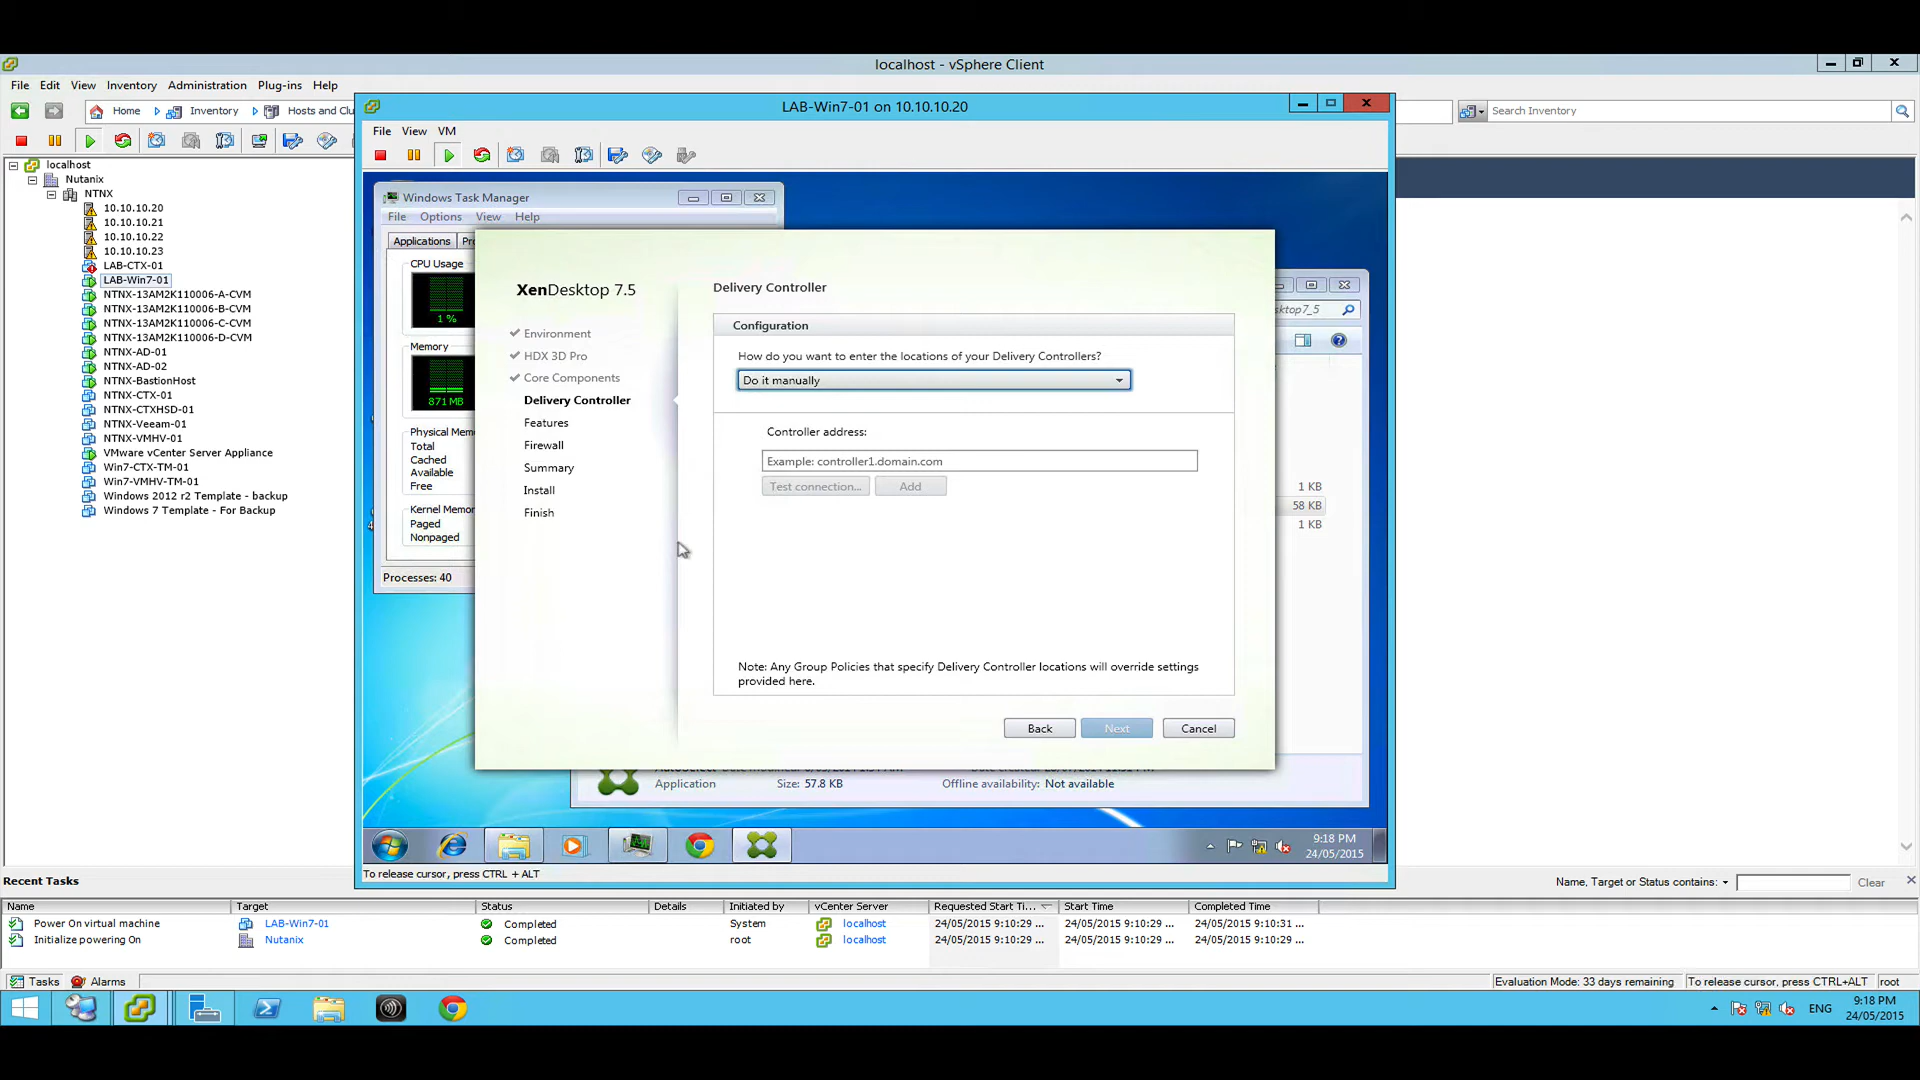 localhost - vSphere Client
File Edit View Inventory Administration Plug-ins Help
Home Inventory Hosts and Clu
Search Inventory
localhost
Nutanix
NTNX
10.10.10.20
10.10.10.21
10.10.10.22
10.10.10.23
LAB-CTX-01
LAB-Win7-01
NTNX-13AM2K110006-A-CVM
NTNX-13AM2K110006-B-CVM
NTNX-13AM2K110006-C-CVM
NTNX-13AM2K110006-D-CVM
NTNX-AD-01
NTNX-AD-02
NTNX-BastionHost
NTNX-CTX-01
NTNX-CTXHSD-01
NTNX-Veeam-01
NTNX-VMHV-01
VMware vCenter Server Appliance
Win7-CTX-TM-01
Win7-VMHV-TM-01
Windows 2012 r2 Template - backup
Windows 7 Template - For Backup
LAB-Win7-01 on 10.10.10.20
File View VM
Windows Task Manager
File Options View Help
Applications Pr
CPU Usage
1 %
Memory
871 MB
Physical Mem
Total
Cached
Available
Free
Kernel Memor
Paged
Nonpaged
Processes: 40
XenDesktop 7.5
Environment
HDX 3D Pro
Core Components
Delivery Controller
Features
Firewall
Summary
Install
Finish
Delivery Controller
Configuration
How do you want to enter the locations of your Delivery Controllers?
Do it manually
Controller address:
Example: controller1.domain.com
Test connection... Add
Note: Any Group Policies that specify Delivery Controller locations will override settings
provided here.
Back Next Cancel
sktop7_5
1 KB
58 KB
1 KB
Application Size: 57.8 KB Offline availability: Not available
9:18 PM
24/05/2015
To release cursor, press CTRL + ALT
Recent Tasks
Name, Target or Status contains: Clear
Name Target Status Details Initiated by vCenter Server Requested Start Ti... Start Time Completed Time
Power On virtual machine LAB-Win7-01 Completed System localhost 24/05/2015 9:10:29 ... 24/05/2015 9:10:29 ... 24/05/2015 9:10:31 ...
Initialize powering On Nutanix Completed root localhost 24/05/2015 9:10:29 ... 24/05/2015 9:10:29 ... 24/05/2015 9:10:29 ...
Tasks Alarms
Evaluation Mode: 33 days remaining To release cursor, press CTRL+ALT root
ENG
9:18 PM
24/05/2015